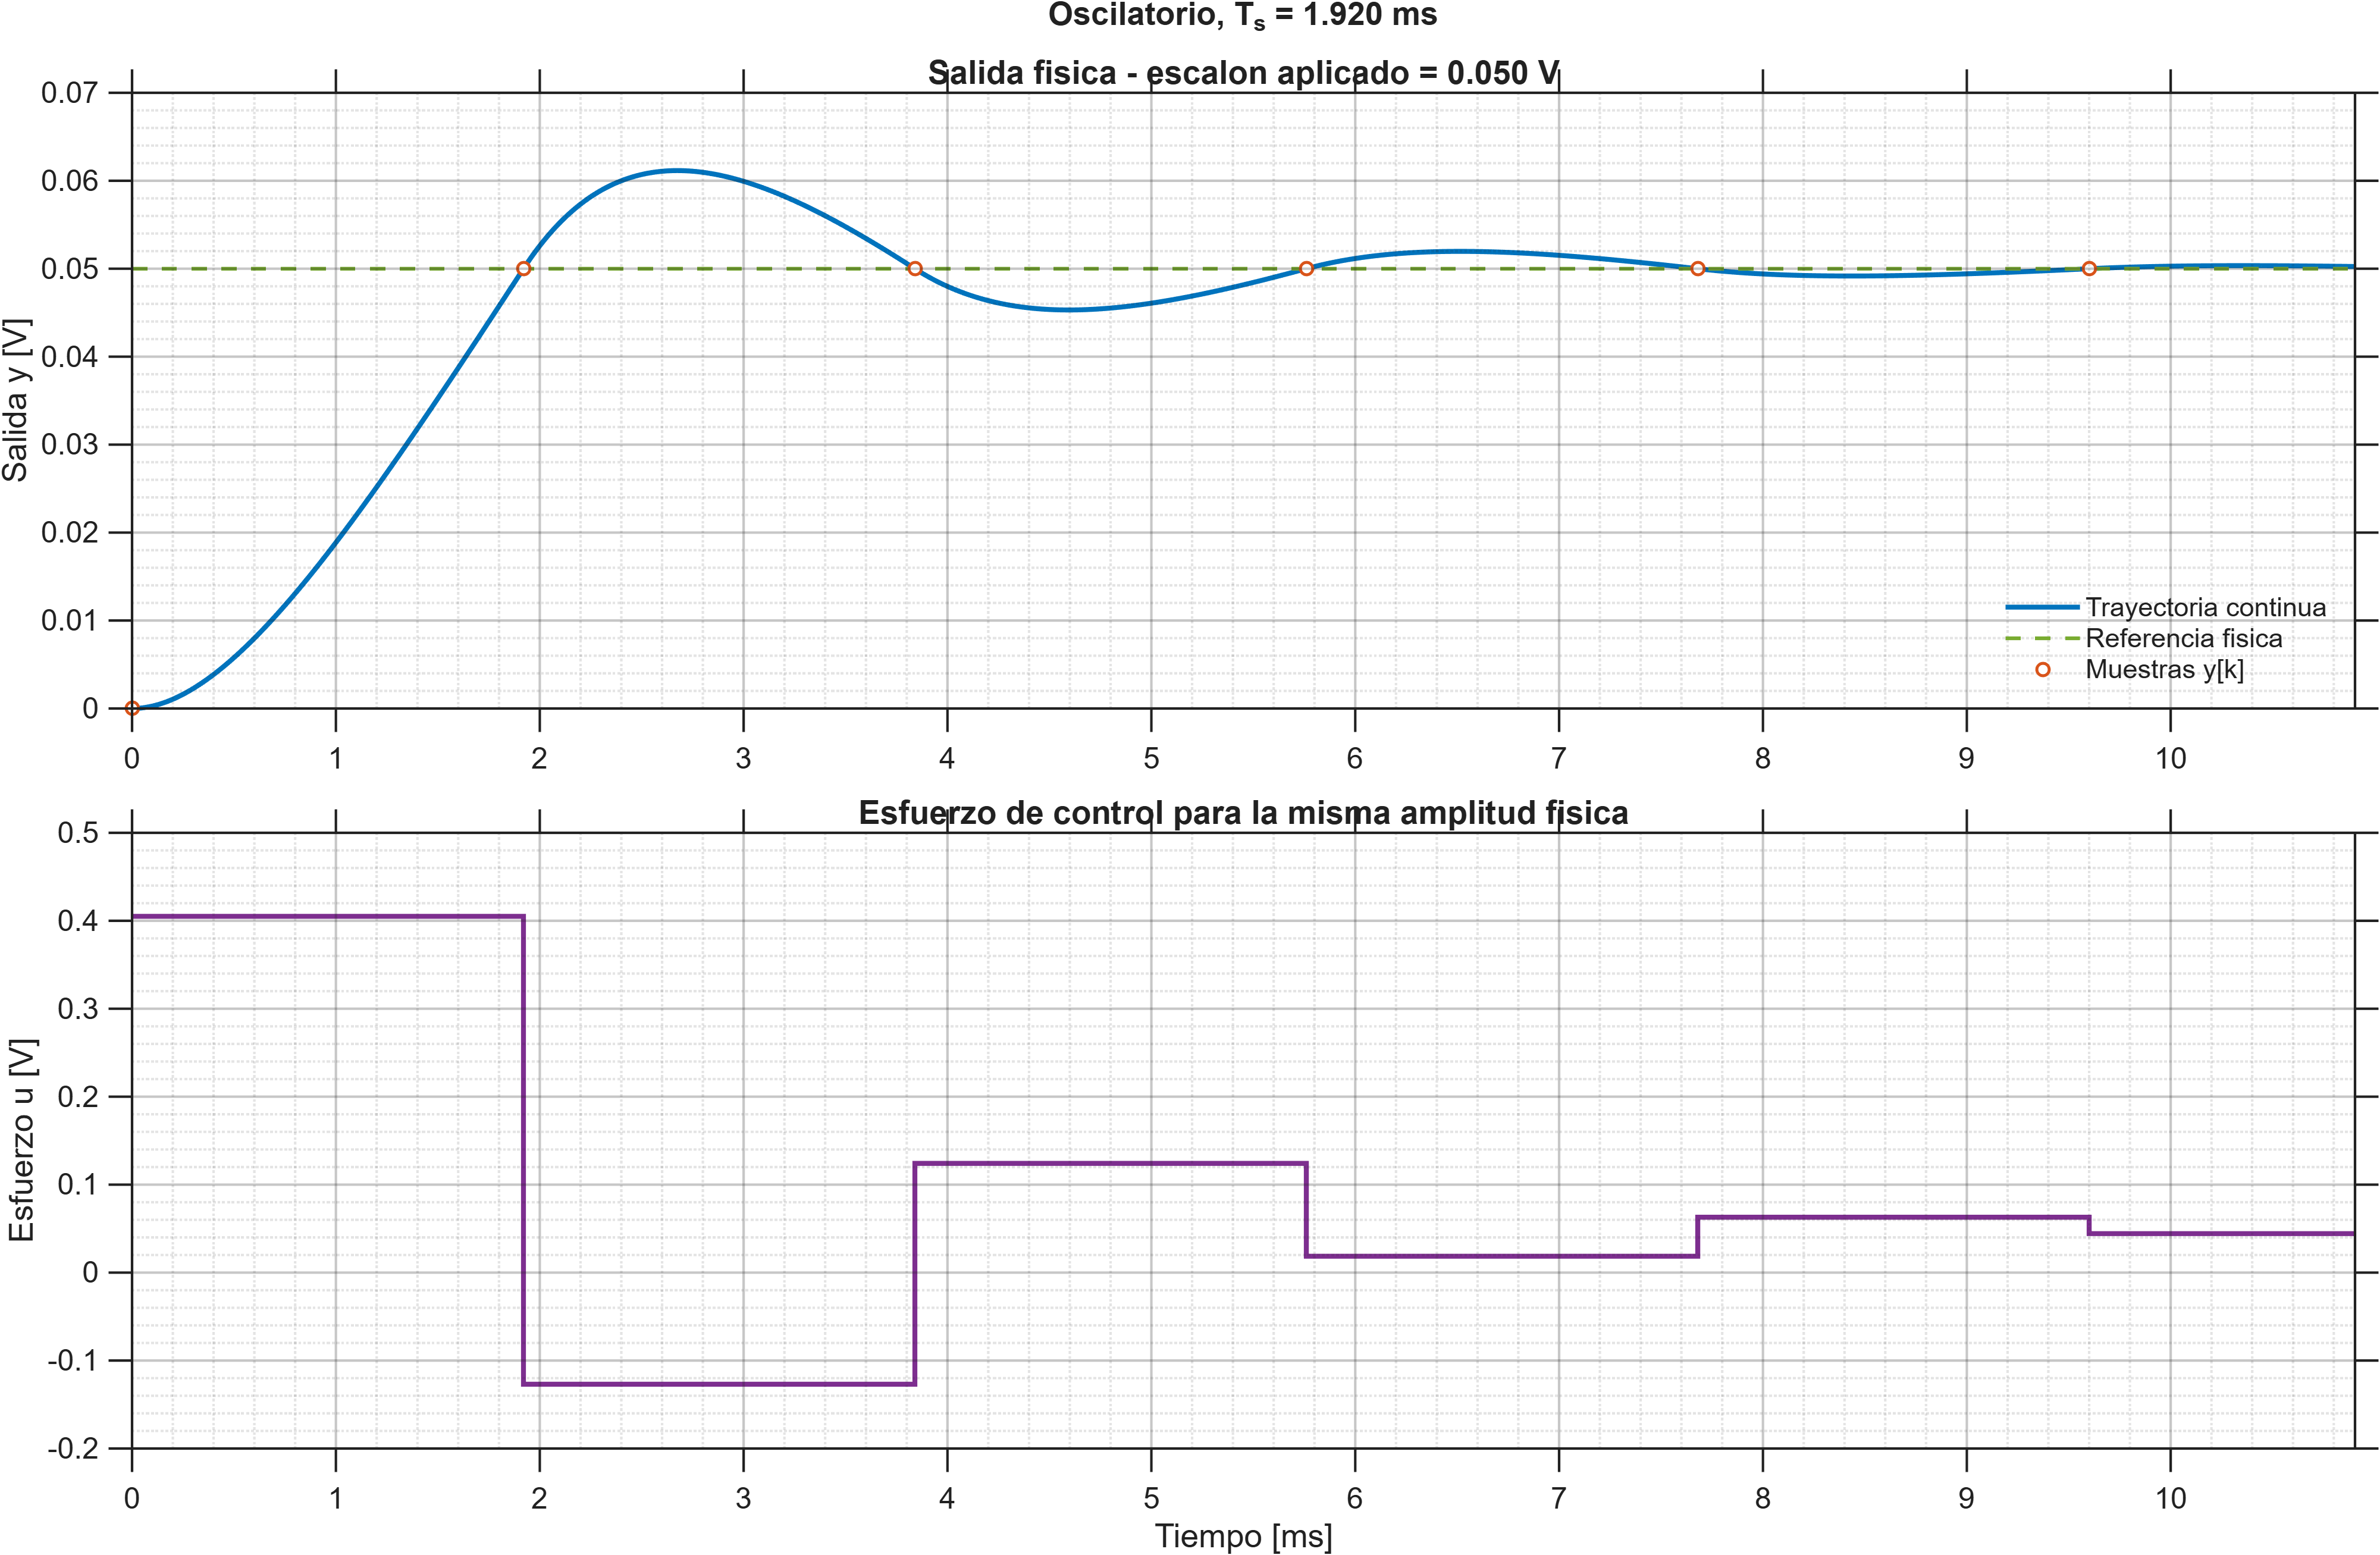 Oscilatorio, Ts = 1.920 ms
Salida fisica - escalon aplicado = 0.050 V
0.07
0.06
0.05
0.04
0.03
0.02
0.01
0
Salida y [V]
Trayectoria continua
Referencia fisica
Muestras y[k]
0 1 2 3 4 5 6 7 8 9 10
Esfuerzo de control para la misma amplitud fisica
0.5
0.4
0.3
0.2
0.1
0
-0.1
-0.2
Esfuerzo u [V]
0 1 2 3 4 5 6 7 8 9 10
Tiempo [ms]